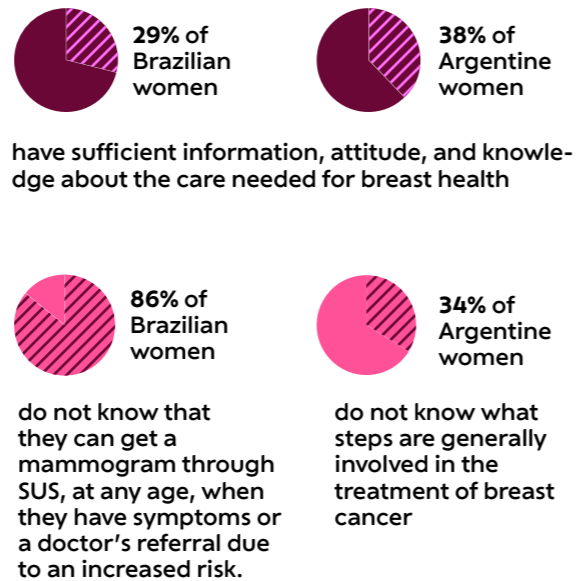 29% of
Brazilian
women
38% of
Argentine
women
have sufficient information, attitude, and knowle-
dge about the care needed for breast health
86% of
Brazilian
women
34% of
Argentine
women
do not know that
they can get a
mammogram through
SUS, at any age, when
they have symptoms or
a doctor's referral due
to an increased risk.
do not know what
steps are generally
involved in the
treatment of breast
cancer